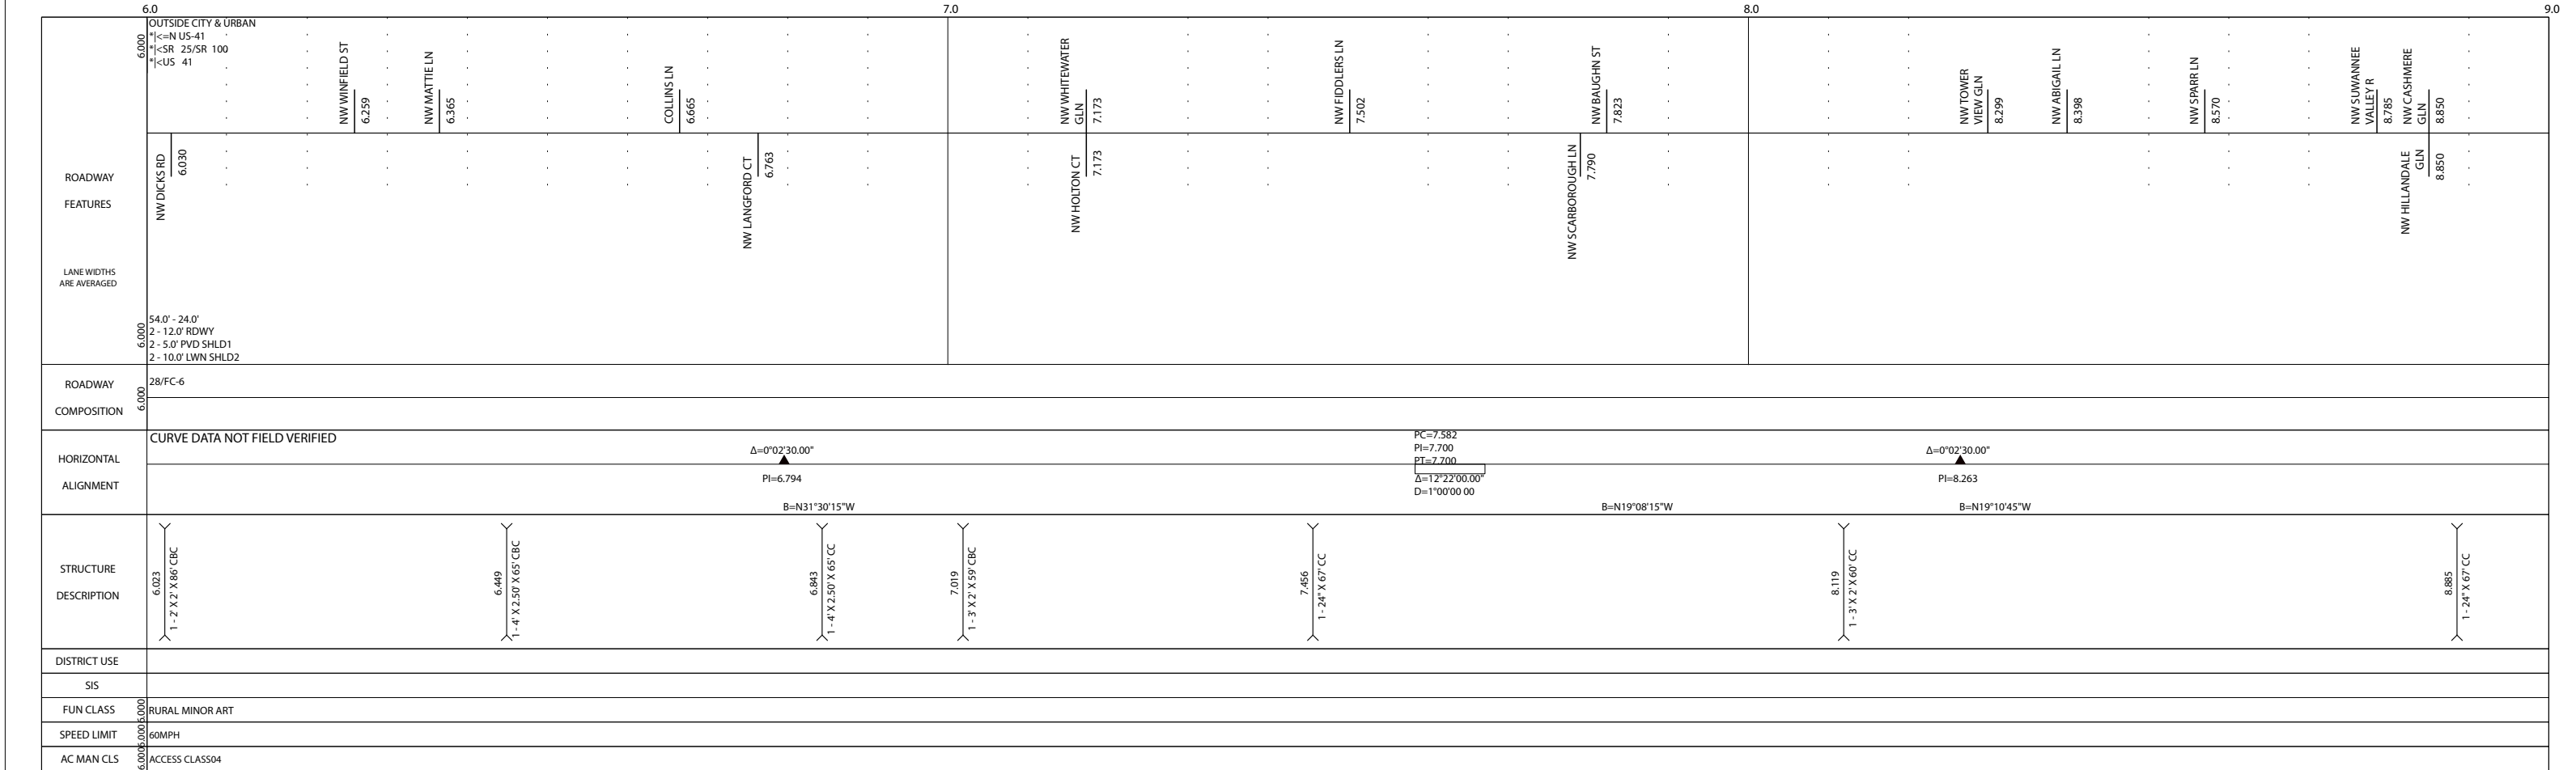 6.0
7.0
8.0
9.0
6.000
OUTSIDE CITY & URBAN
*|<=N US-41
*|<SR 25/SR 100
*|<US 41
NW WINFIELD ST
6.259
NW MATTIE LN
6.365
COLLINS LN
6.665
NW WHITEWATER
GLN
7.173
NW FIDDLERS LN
7.502
NW BAUGHN ST
7.823
NW TOWER
VIEW GLN
8.299
NW ABIGAIL LN
8.398
NW SPARR LN
8.570
NW SUWANNEE
VALLEY R
8.785
NW CASHMERE
GLN
8.850
ROADWAY
FEATURES
NW DICKS RD
6.030
NW LANGFORD CT
6.763
NW HOLTON CT
7.173
NW SCARBOROUGH LN
7.790
NW HILLANDALE
GLN
8.850
LANE WIDTHS
ARE AVERAGED
6.000
54.0' - 24.0'
2 - 12.0' RDWY
2 - 5.0' PVD SHLD1
2 - 10.0' LWN SHLD2
ROADWAY
COMPOSITION
6.000
28/FC-6
HORIZONTAL
ALIGNMENT
CURVE DATA NOT FIELD VERIFIED
Δ=0°02'30.00"
PI=6.794
B=N31°30'15"W
PC=7.582
PI=7.700
PT=7.700
Δ=12°22'00.00"
D=1°00'00 00
B=N19°08'15"W
Δ=0°02'30.00"
PI=8.263
B=N19°10'45"W
STRUCTURE
DESCRIPTION
6.023
1 - 2' X 2' X 86' CBC
6.449
1 - 4' X 2.50' X 65' CBC
6.843
1 - 4' X 2.50' X 65' CC
7.019
1 - 3' X 2' X 59' CBC
7.456
1 - 24" X 67' CC
8.119
1 - 3' X 2' X 60' CC
8.885
1 - 24" X 67' CC
DISTRICT USE
SIS
FUN CLASS
6.000
RURAL MINOR ART
SPEED LIMIT
6.000
60MPH
AC MAN CLS
6.000
ACCESS CLASS04